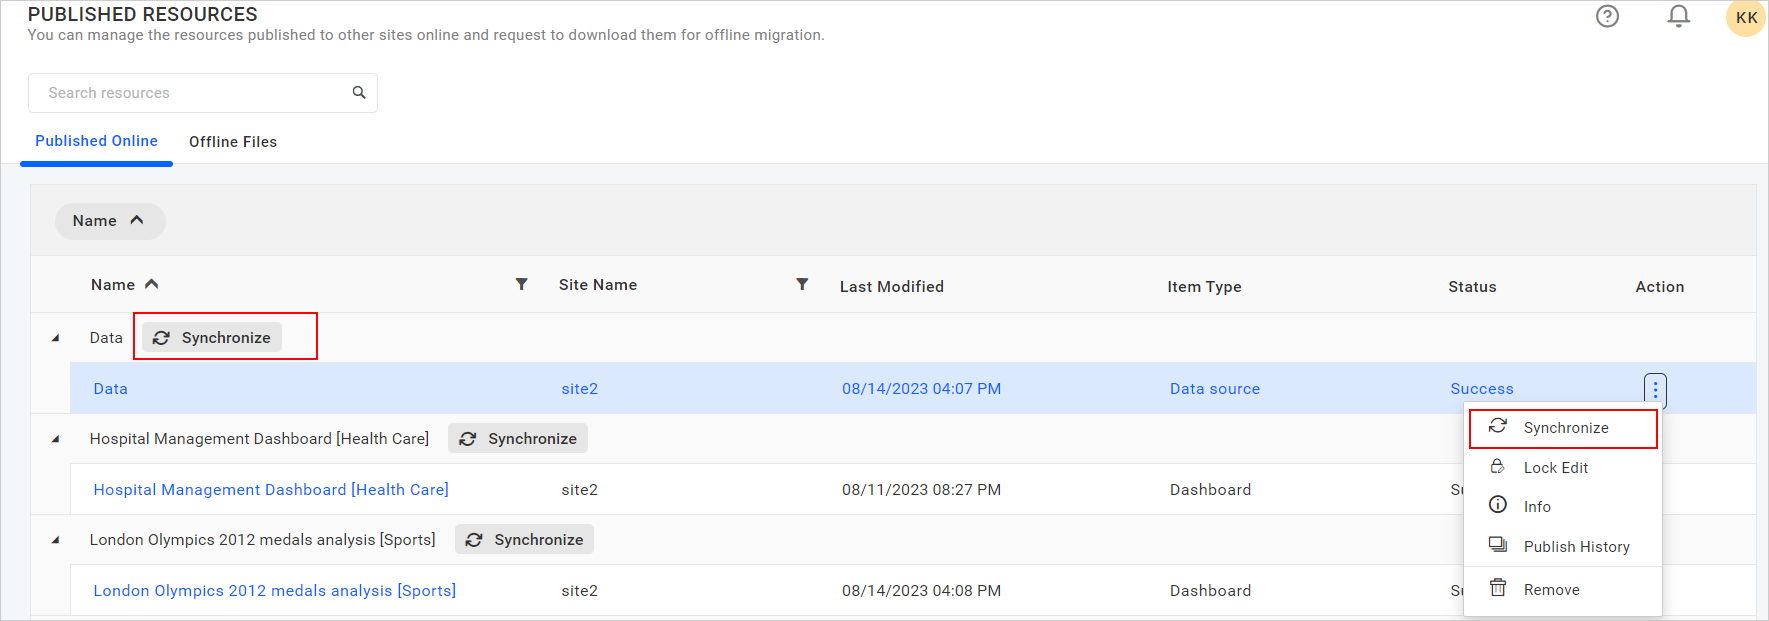 PUBLISHED RESOURCES
KK
You can manage the resources published to other sites online and request to download them for offline migration.
Search resources
Published Online Offline Files
Name
Name Site Name Last Modified Item Type Status Action
Data Synchronize
Data site2 08/14/2023 04:07 PM Data source Success
Synchronize
Hospital Management Dashboard [Health Care] Synchronize
Lock Edit
Hospital Management Dashboard [Health Care] site2 08/11/2023 08:27 PM Dashboard
Info
London Olympics 2012 medals analysis [Sports] Synchronize
Publish History
London Olympics 2012 medals analysis [Sports] site2 08/14/2023 04:08 PM Dashboard
Remove